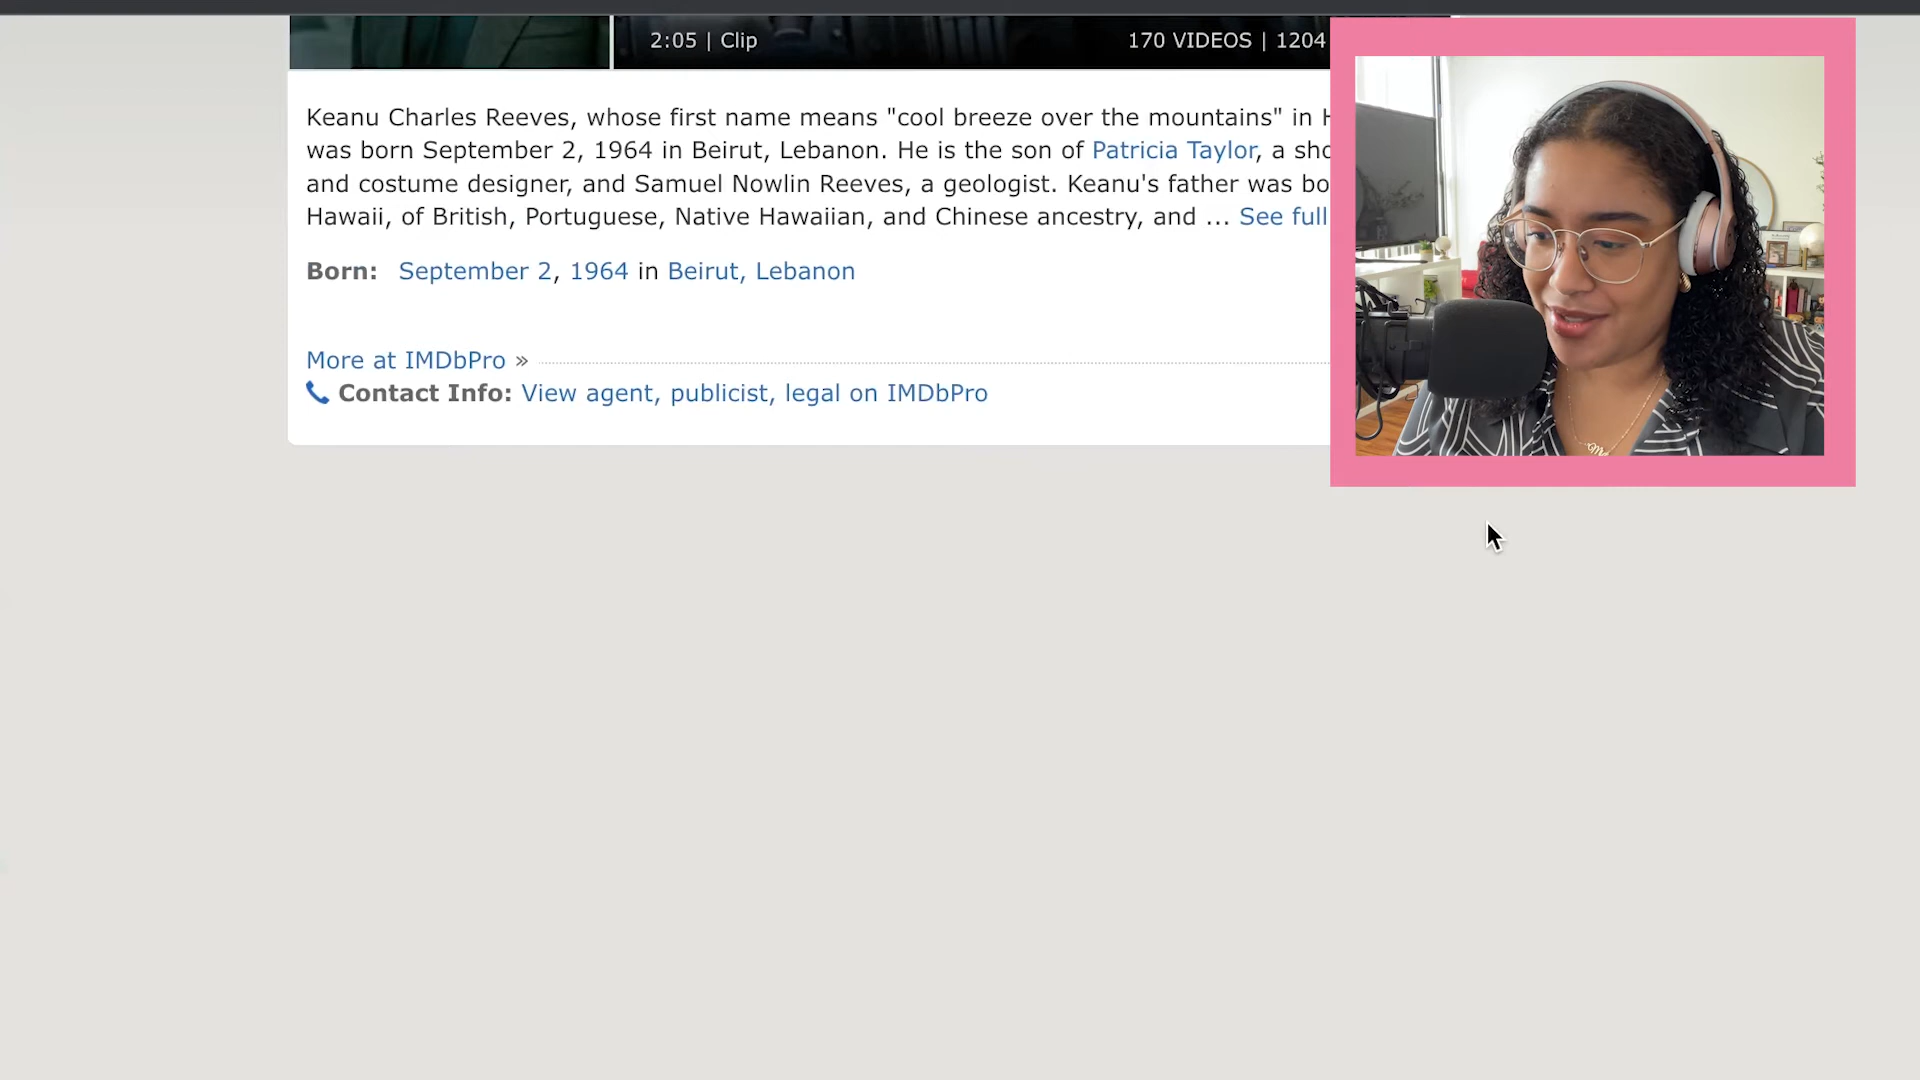 2:05 | Clip
170 VIDEOS | 1204
Keanu Charles Reeves, whose first name means "cool breeze over the mountains" in
was born September 2, 1964 in Beirut, Lebanon. He is the son of Patricia Taylor, a
and costume designer, and Samuel Nowlin Reeves, a geologist. Keanu's father was
Hawaii, of British, Portuguese, Native Hawaiian, and Chinese ancestry, and ... See full
Born: September 2, 1964 in Beirut, Lebanon
More at IMDbPro »
Contact Info: View agent, publicist, legal on IMDbPro